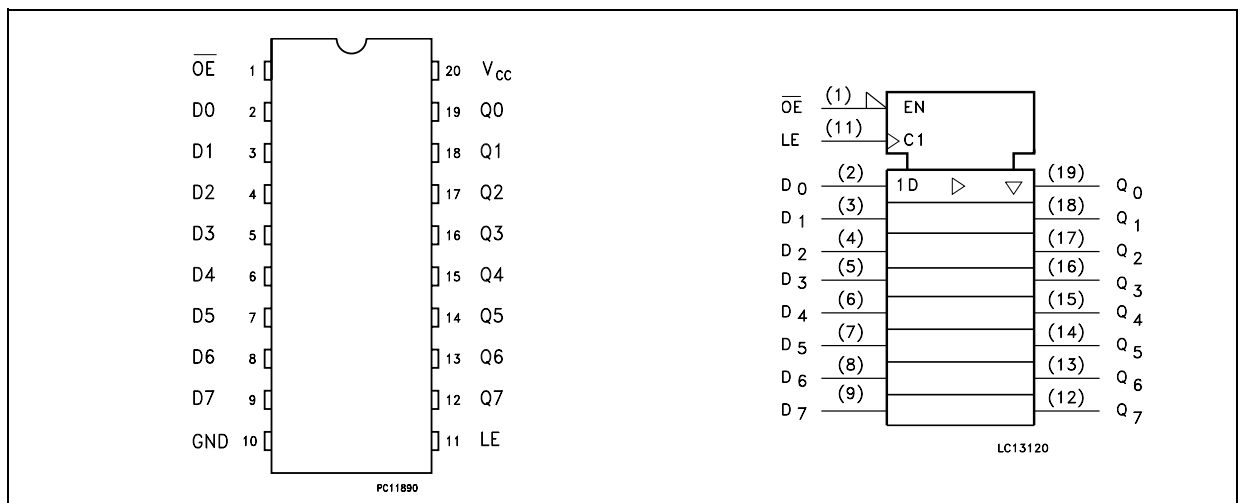 O̅E̅ 1 20 VCC
D0 2 19 Q0
D1 3 18 Q1
D2 4 17 Q2
D3 5 16 Q3
D4 6 15 Q4
D5 7 14 Q5
D6 8 13 Q6
D7 9 12 Q7
GND 10 11 LE
PC11890
O̅E̅ (1) EN
LE (11) C1
D0 (2) 1D (19) Q0
D1 (3) (18) Q1
D2 (4) (17) Q2
D3 (5) (16) Q3
D4 (6) (15) Q4
D5 (7) (14) Q5
D6 (8) (13) Q6
D7 (9) (12) Q7
LC13120